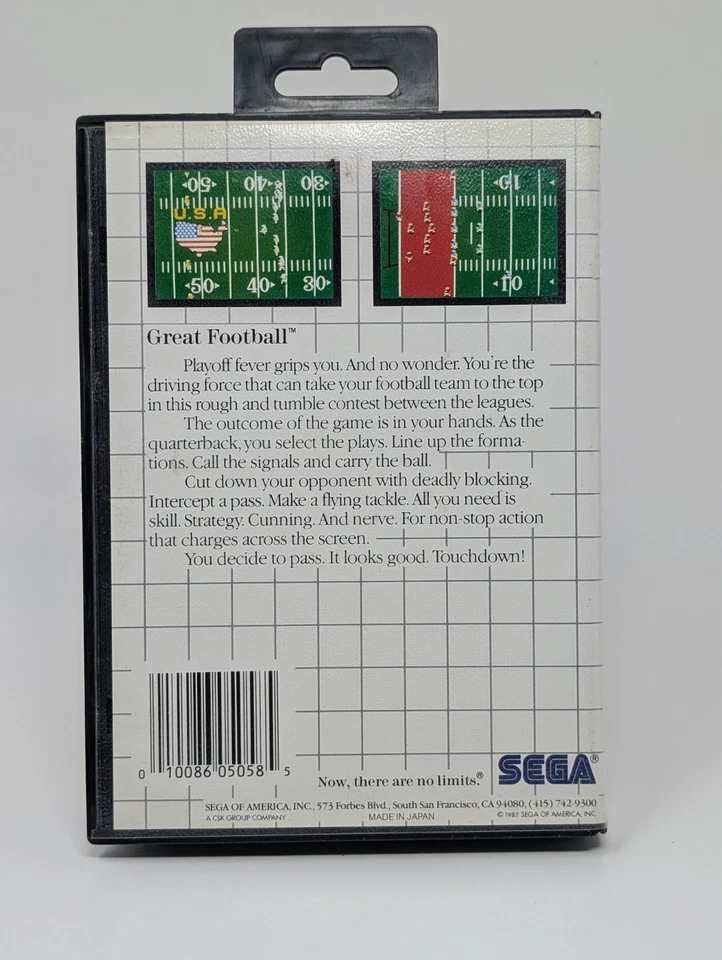 50 40 30
U.S.A
50 40 30
10
10
Great Football™
Playoff fever grips you. And no wonder. You're the
driving force that can take your football team to the top
in this rough and tumble contest between the leagues.
The outcome of the game is in your hands. As the
quarterback, you select the plays. Line up the forma-
tions. Call the signals and carry the ball.
Cut down your opponent with deadly blocking.
Intercept a pass. Make a flying tackle. All you need is
skill. Strategy. Cunning. And nerve. For non-stop action
that charges across the screen.
You decide to pass. It looks good. Touchdown!
0 10086 05058 5
Now, there are no limits.®
SEGA®
SEGA OF AMERICA, INC., 573 Forbes Blvd., South San Francisco, CA 94080, (415) 742-9300
A CSK GROUP COMPANY MADE IN JAPAN © 1987 SEGA OF AMERICA, INC.